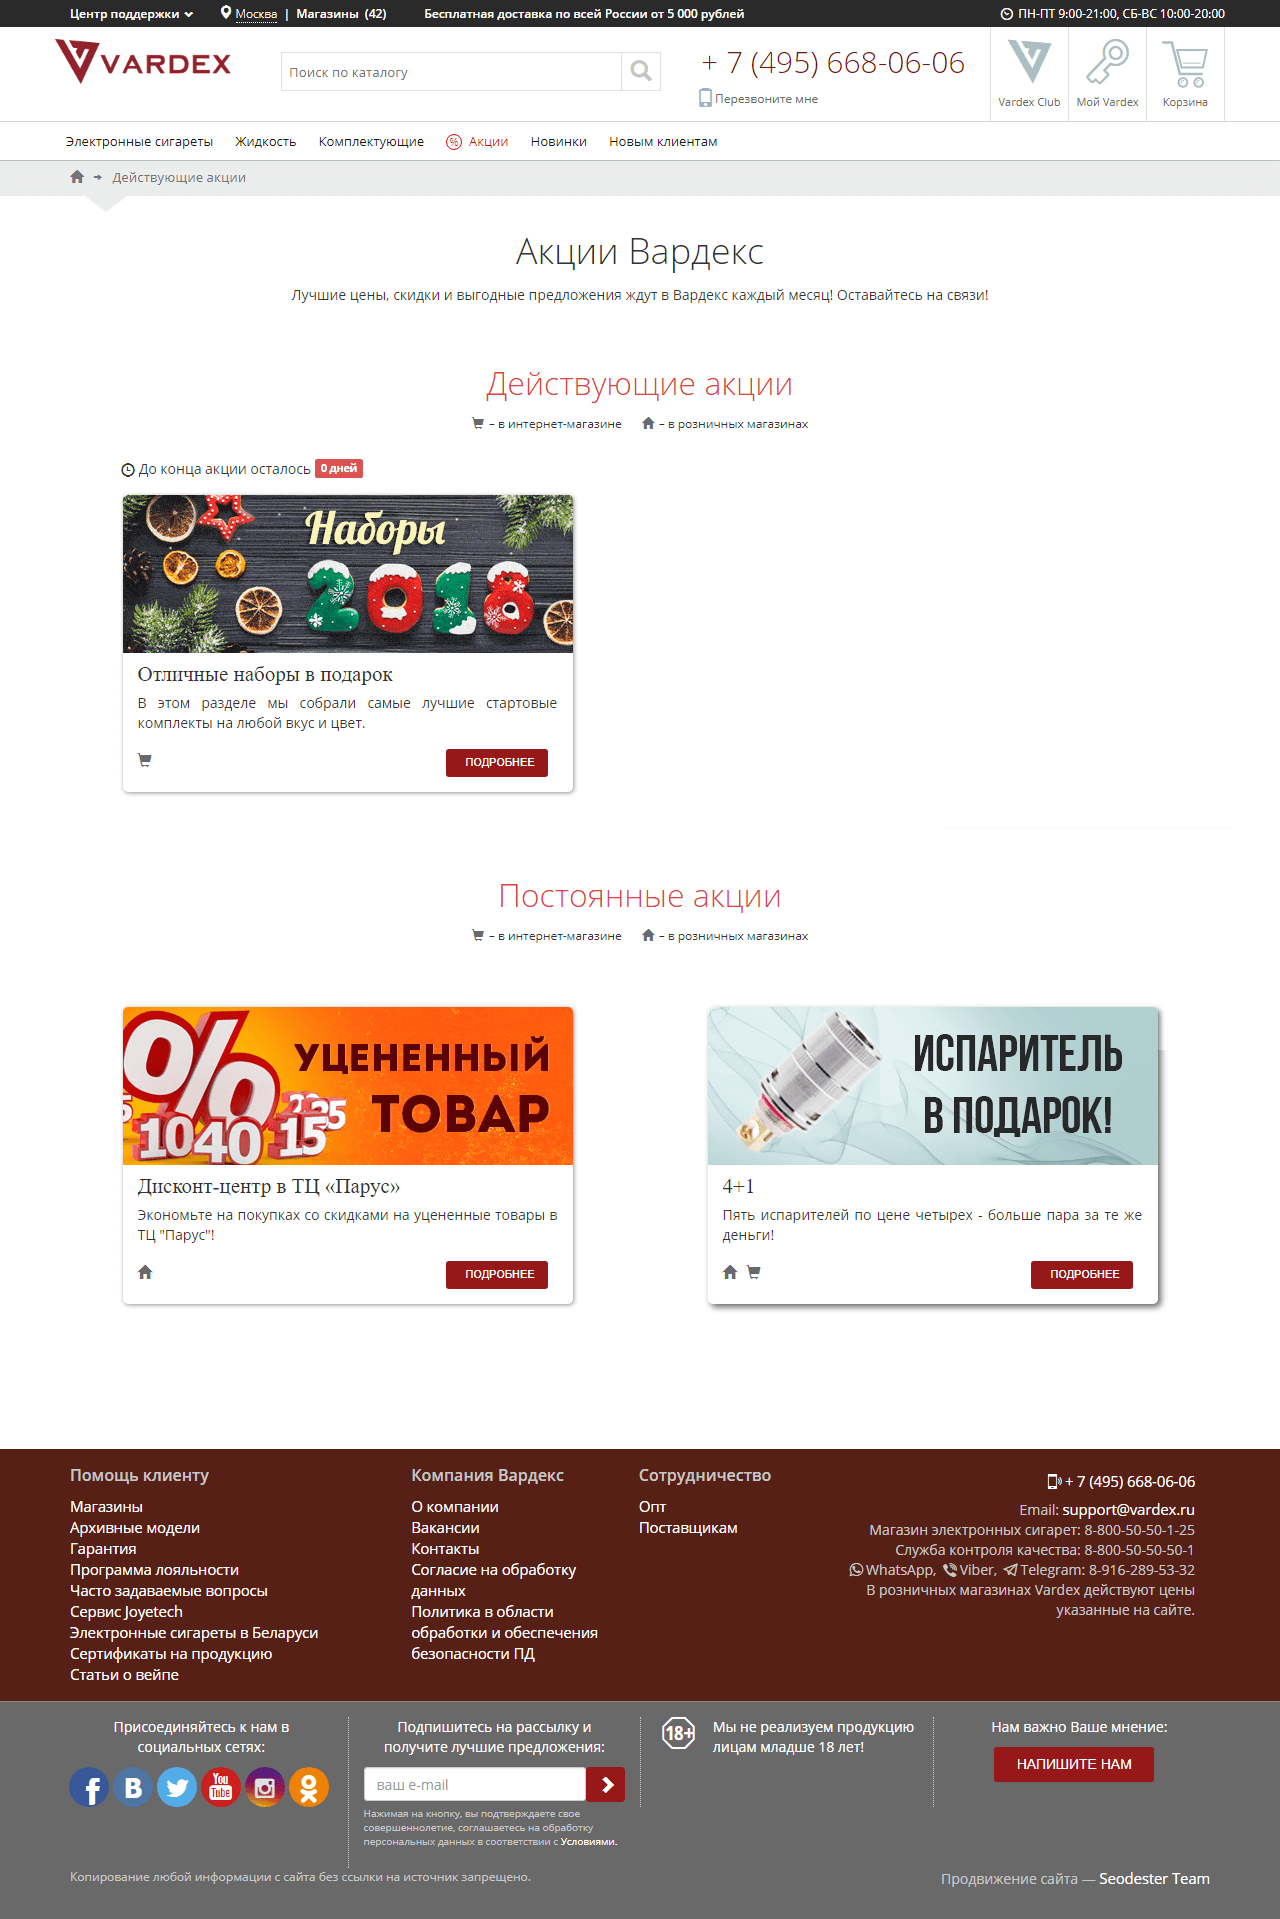 Центр поддержки Москва | Магазины (42) Бесплатная доставка по всей России от 5 000 рублей ПН-ПТ 9:00-21:00, СБ-ВС 10:00-20:00
VARDEX
Поиск по каталогу
+ 7 (495) 668-06-06
Перезвоните мне
Vardex Club Мой Vardex Корзина
Электронные сигареты Жидкость Комплектующие % Акции Новинки Новым клиентам
Действующие акции
Акции Вардекс
Лучшие цены, скидки и выгодные предложения ждут в Вардекс каждый месяц! Оставайтесь на связи!
Действующие акции
– в интернет-магазине – в розничных магазинах
До конца акции осталось 0 дней
Наборы
2018
Отличные наборы в подарок
В этом разделе мы собрали самые лучшие стартовые
комплекты на любой вкус и цвет.
ПОДРОБНЕЕ
Постоянные акции
– в интернет-магазине – в розничных магазинах
%
1040 15 25
УЦЕНЕННЫЙ
ТОВАР
Дисконт-центр в ТЦ «Парус»
Экономьте на покупках со скидками на уцененные товары в
ТЦ "Парус"!
ПОДРОБНЕЕ
ИСПАРИТЕЛЬ
В ПОДАРОК!
4+1
Пять испарителей по цене четырех - больше пара за те же
деньги!
ПОДРОБНЕЕ
Помощь клиенту
Магазины
Архивные модели
Гарантия
Программа лояльности
Часто задаваемые вопросы
Сервис Joyetech
Электронные сигареты в Беларуси
Сертификаты на продукцию
Статьи о вейпе
Компания Вардекс
О компании
Вакансии
Контакты
Согласие на обработку
данных
Политика в области
обработки и обеспечения
безопасности ПД
Сотрудничество
Опт
Поставщикам
+ 7 (495) 668-06-06
Email: support@vardex.ru
Магазин электронных сигарет: 8-800-50-50-1-25
Служба контроля качества: 8-800-50-50-50-1
WhatsApp, Viber, Telegram: 8-916-289-53-32
В розничных магазинах Vardex действуют цены
указанные на сайте.
Присоединяйтесь к нам в
социальных сетях:
f B You Tube
Подпишитесь на рассылку и
получите лучшие предложения:
ваш e-mail
Нажимая на кнопку, вы подтверждаете свое
совершеннолетие, соглашаетесь на обработку
персональных данных в соответствии с Условиями.
18+
Мы не реализуем продукцию
лицам младше 18 лет!
Нам важно Ваше мнение:
НАПИШИТЕ НАМ
Копирование любой информации с сайта без ссылки на источник запрещено.
Продвижение сайта — Seodester Team